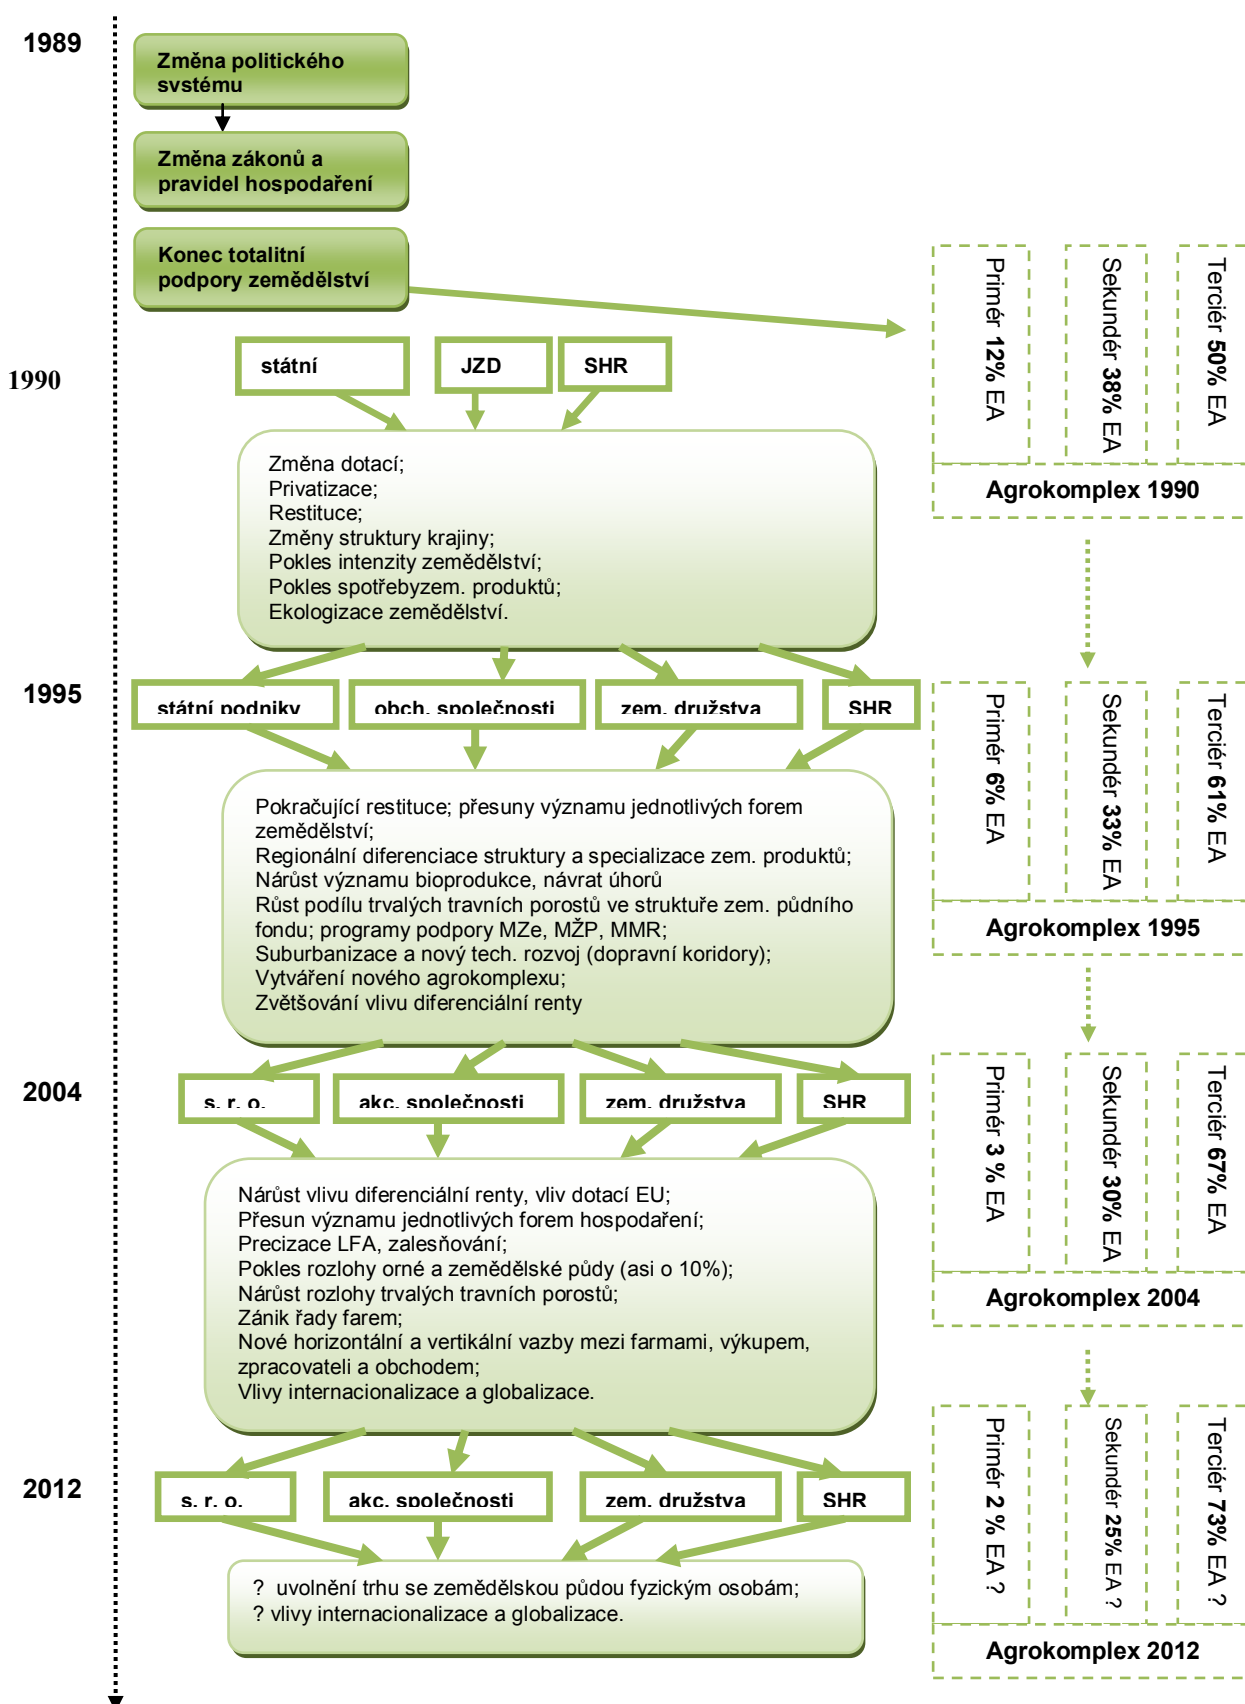 1989
Změna politického
systému
Změna zákonů a
pravidel hospodaření
Konec totalitní
podpory zemědělství
Primér 12% EA
Sekundér 38% EA
Terciér 50% EA
Agrokomplex 1990
1990
státní
JZD
SHR
Změna dotací;
Privatizace;
Restituce;
Změny struktury krajiny;
Pokles intenzity zemědělství;
Pokles spotřebyzem. produktů;
Ekologizace zemědělství.
1995
státní podniky
obch. společnosti
zem. družstva
SHR
Primér 6% EA
Sekundér 33% EA
Terciér 61% EA
Agrokomplex 1995
Pokračující restituce; přesuny významu jednotlivých forem
zemědělství;
Regionální diferenciace struktury a specializace zem. produktů;
Nárůst významu bioprodukce, návrat úhorů
Růst podílu trvalých travních porostů ve struktuře zem. půdního
fondu; programy podpory MZe, MŽP, MMR;
Suburbanizace a nový tech. rozvoj (dopravní koridory);
Vytváření nového agrokomplexu;
Zvětšování vlivu diferenciální renty
2004
s. r. o.
akc. společnosti
zem. družstva
SHR
Primér 3 % EA
Sekundér 30% EA
Terciér 67% EA
Agrokomplex 2004
Nárůst vlivu diferenciální renty, vliv dotací EU;
Přesun významu jednotlivých forem hospodaření;
Precizace LFA, zalesňování;
Pokles rozlohy orné a zemědělské půdy (asi o 10%);
Nárůst rozlohy trvalých travních porostů;
Zánik řady farem;
Nové horizontální a vertikální vazby mezi farmami, výkupem,
zpracovateli a obchodem;
Vlivy internacionalizace a globalizace.
2012
s. r. o.
akc. společnosti
zem. družstva
SHR
Primér 2 % EA ?
Sekundér 25% EA ?
Terciér 73% EA ?
Agrokomplex 2012
? uvolnění trhu se zemědělskou půdou fyzickým osobám;
? vlivy internacionalizace a globalizace.